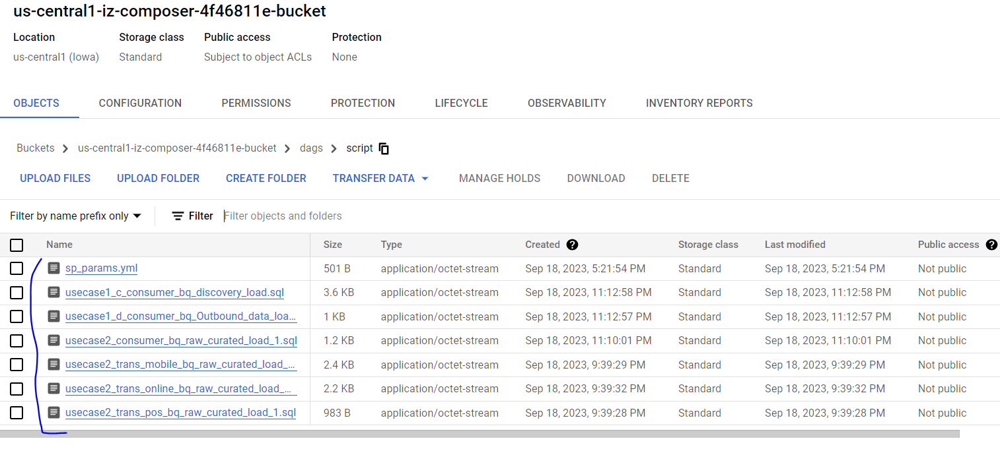 us-central1-iz-composer-4f46811e-bucket
Location Storage class Public access Protection
us-central1 (Iowa) Standard Subject to object ACLs None
OBJECTS CONFIGURATION PERMISSIONS PROTECTION LIFECYCLE OBSERVABILITY INVENTORY REPORTS
Buckets > us-central1-iz-composer-4f46811e-bucket > dags > script
UPLOAD FILES UPLOAD FOLDER CREATE FOLDER TRANSFER DATA MANAGE HOLDS DOWNLOAD DELETE
Filter by name prefix only Filter Filter objects and folders
Name Size Type Created ? Storage class Last modified Public access ?
sp_params.yml 501 B application/octet-stream Sep 18, 2023, 5:21:54 PM Standard Sep 18, 2023, 5:21:54 PM Not public
usecase1_c_consumer_bq_discovery_load.sql 3.6 KB application/octet-stream Sep 18, 2023, 11:12:58 PM Standard Sep 18, 2023, 11:12:58 PM Not public
usecase1_d_consumer_bq_Outbound_data_loa... 1 KB application/octet-stream Sep 18, 2023, 11:12:57 PM Standard Sep 18, 2023, 11:12:57 PM Not public
usecase2_consumer_bq_raw_curated_load_1.sql 1.2 KB application/octet-stream Sep 18, 2023, 11:10:01 PM Standard Sep 18, 2023, 11:10:01 PM Not public
usecase2_trans_mobile_bq_raw_curated_load_... 2.4 KB application/octet-stream Sep 18, 2023, 9:39:29 PM Standard Sep 18, 2023, 9:39:29 PM Not public
usecase2_trans_online_bq_raw_curated_load_... 2.2 KB application/octet-stream Sep 18, 2023, 9:39:32 PM Standard Sep 18, 2023, 9:39:32 PM Not public
usecase2_trans_pos_bq_raw_curated_load_1.sql 983 B application/octet-stream Sep 18, 2023, 9:39:28 PM Standard Sep 18, 2023, 9:39:28 PM Not public